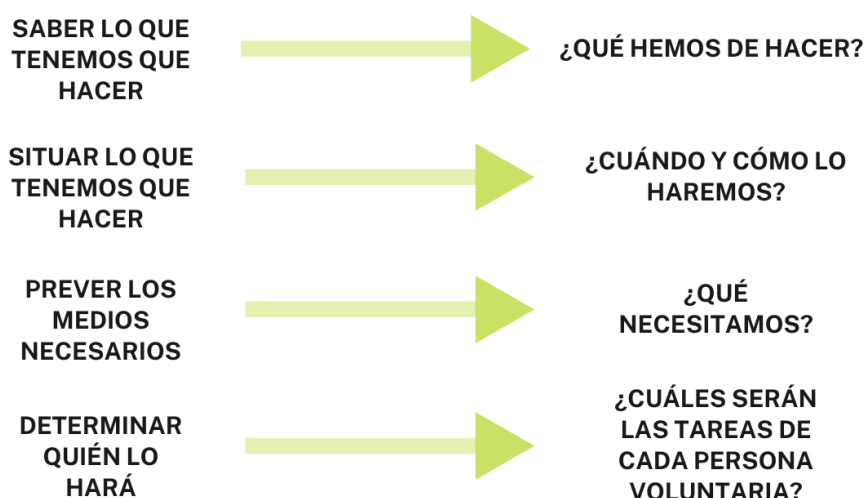 SABER LO QUE
TENEMOS QUE
HACER
¿QUÉ HEMOS DE HACER?
SITUAR LO QUE
TENEMOS QUE
HACER
¿CUÁNDO Y CÓMO LO
HAREMOS?
PREVER LOS
MEDIOS
NECESARIOS
¿QUÉ
NECESITAMOS?
DETERMINAR
QUIÉN LO
HARÁ
¿CUÁLES SERÁN
LAS TAREAS DE
CADA PERSONA
VOLUNTARIA?